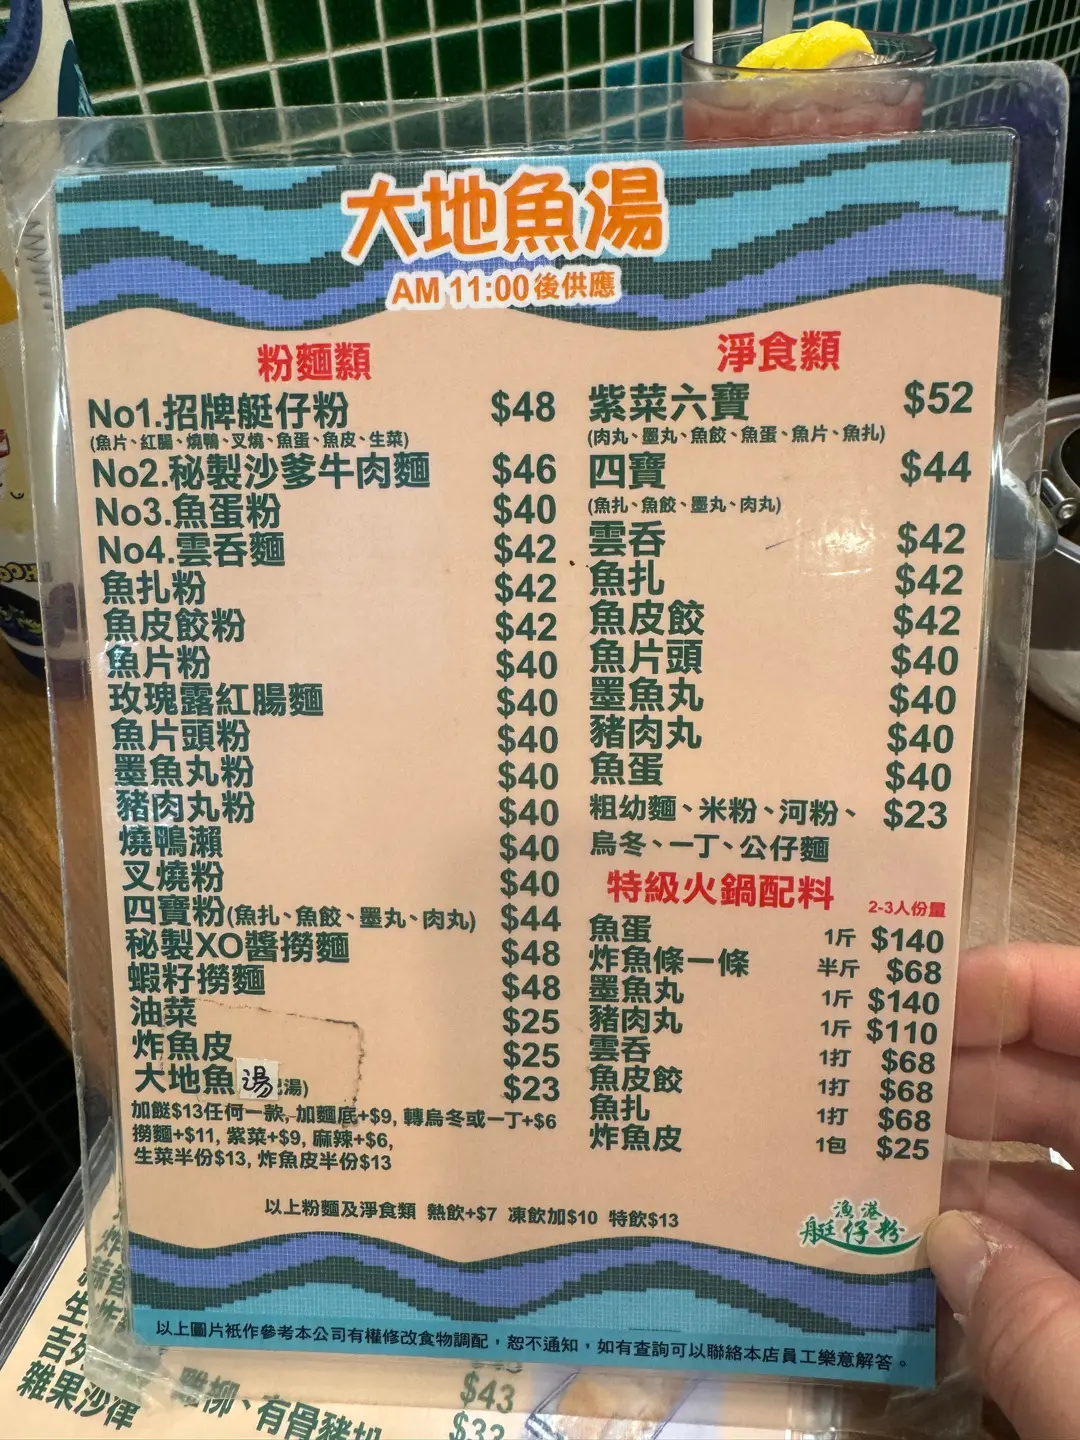 大地魚湯
AM 11:00後供應
粉麵類
No1.招牌艇仔粉 $48
(魚片、紅腸、燒鴨、叉燒、魚蛋、魚皮、生菜)
No2.秘製沙爹牛肉麵 $46
No3.魚蛋粉 $40
No4.雲吞麵 $42
魚扎粉 $42
魚皮餃粉 $42
魚片粉 $40
玫瑰露紅腸麵 $40
魚片頭粉 $40
墨魚丸粉 $40
豬肉丸粉 $40
燒鴨瀨 $40
叉燒粉 $40
四寶粉(魚扎、魚餃、墨丸、肉丸) $44
秘製XO醬撈麵 $48
蝦籽撈麵 $48
油菜 $25
炸魚皮 $25
大地魚湯 湯) $23
加餸$13任何一款, 加麵底+$9, 轉烏冬或一丁+$6
撈麵+$11, 紫菜+$9, 麻辣+$6,
生菜半份$13, 炸魚皮半份$13
淨食類
紫菜六寶 $52
(肉丸、墨丸、魚餃、魚蛋、魚片、魚扎)
四寶 $44
(魚扎、魚餃、墨丸、肉丸)
雲吞 $42
魚扎 $42
魚皮餃 $42
魚片頭 $40
墨魚丸 $40
豬肉丸 $40
魚蛋 $40
粗幼麵、米粉、河粉、 $23
烏冬、一丁、公仔麵
特級火鍋配料 2-3人份量
魚蛋 1斤 $140
炸魚條一條 半斤 $68
墨魚丸 1斤 $140
豬肉丸 1斤 $110
雲吞 1打 $68
魚皮餃 1打 $68
魚扎 1打 $68
炸魚皮 1包 $25
以上粉麵及淨食類 熱飲+$7 凍飲加$10 特飲$13
漁港
艇仔粉
以上圖片祇作參考本公司有權修改食物調配，恕不通知，如有查詢可以聯絡本店員工樂意解答。
雞柳、有骨豬扒
$43
雜果沙律